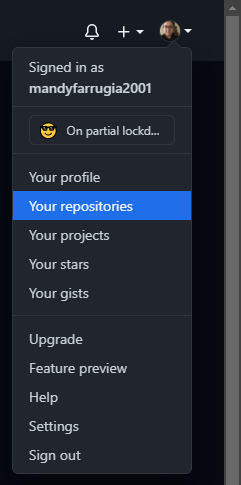 Signed in as
mandyfarrugia2001
On partial lockd...
Your profile
Your repositories
Your projects
Your stars
Your gists
Upgrade
Feature preview
Help
Settings
Sign out